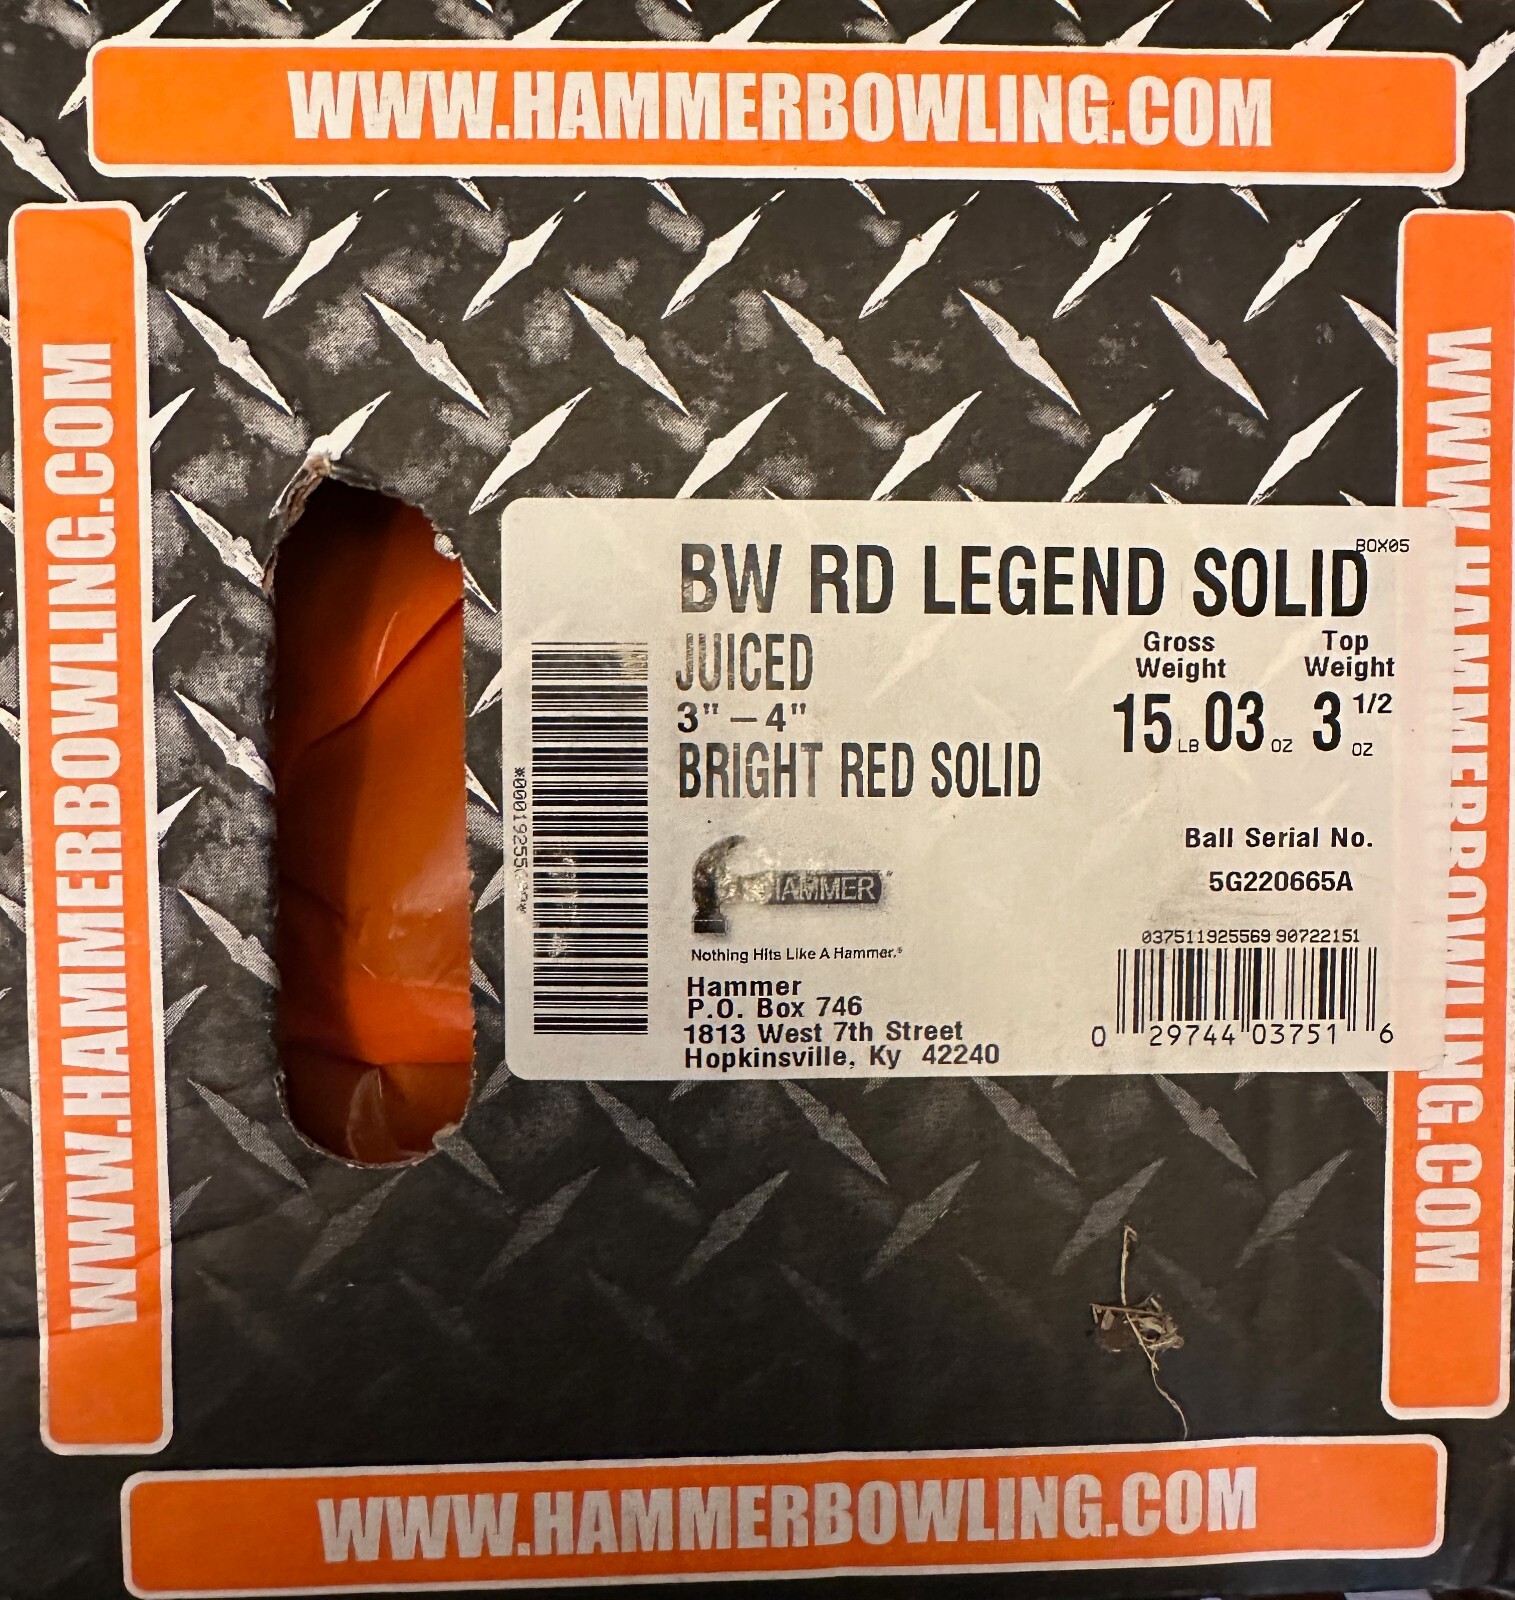 WWW.HAMMERBOWLING.COM
WWW.HAMMERBOWLING.COM
WWW.HAMMERBOWLING.COM
BOX05
BW RD LEGEND SOLID
JUICED
3" – 4"
BRIGHT RED SOLID
Gross Weight
15 LB 03 OZ
Top Weight
3 1/2 OZ
Ball Serial No.
5G220665A
HAMMER
Nothing Hits Like A Hammer.®
Hammer
P.O. Box 746
1813 West 7th Street
Hopkinsville, Ky 42240
037511925569 90722151
0 29744 03751 6
WWW.HAMMERBOWLING.COM